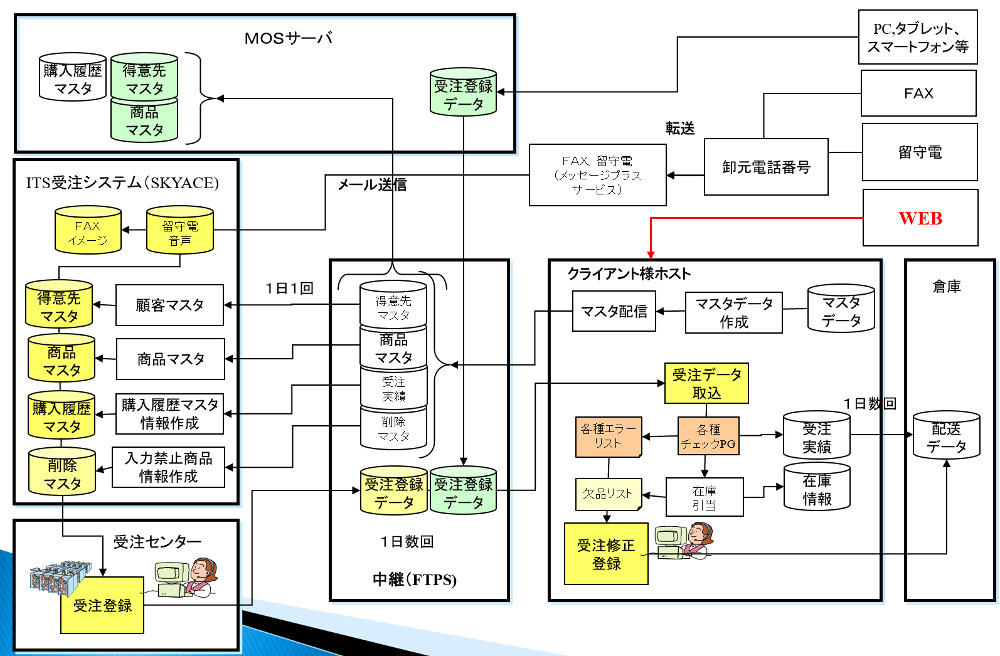 ＭＯＳサーバ
購入履歴
マスタ
得意先
マスタ
商品
マスタ
受注登録
データ
PC,タブレット、
スマートフォン等
ＦＡＸ
留守電
WEB
転送
卸元電話番号
ＦＡＸ、留守電
（メッセージプラス
サービス）
メール送信
ITS受注システム（SKYACE)
ＦＡＸ
イメージ
留守電
音声
得意先
マスタ
顧客マスタ
商品
マスタ
商品マスタ
購入履歴
マスタ
購入履歴マスタ
情報作成
削除
マスタ
入力禁止商品
情報作成
１日１回
得意先
マスタ
商品
マスタ
受注
実績
削除
マスタ
受注登録
データ
受注登録
データ
１日数回
中継（FTPS)
クライアント様ホスト
マスタ配信
マスタデータ
作成
マスタ
データ
受注データ
取込
各種エラー
リスト
各種
チェックPG
受注
実績
欠品リスト
在庫
引当
在庫
情報
受注修正
登録
１日数回
倉庫
配送
データ
受注センター
受注登録